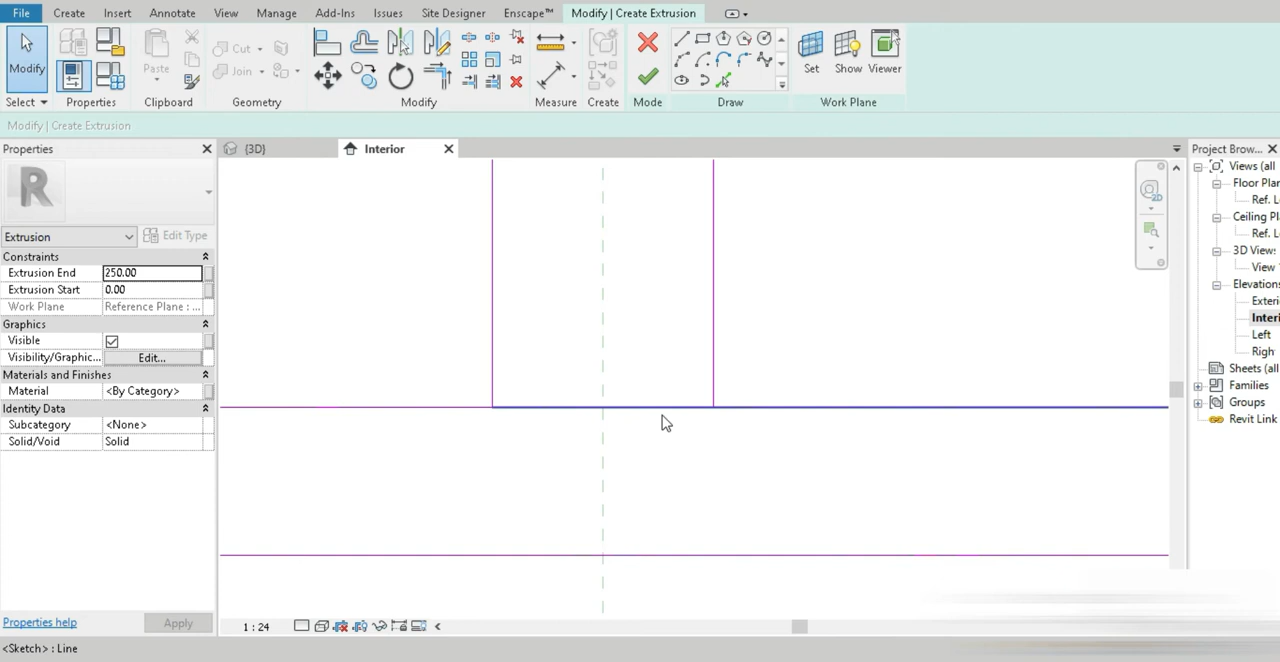 File Create Insert Annotate View Manage Add-Ins Issues Site Designer Enscape™ Modify | Create Extrusion
Modify
Paste
Cut
Join
Set Show Viewer
Select Properties Clipboard Geometry Modify Measure Create Mode Draw Work Plane
Modify | Create Extrusion
Properties
{3D}
Interior
Project Brow...
R
Extrusion
Edit Type
Constraints
Extrusion End 250.00
Extrusion Start 0.00
Work Plane Reference Plane : ...
Graphics
Visible
Visibility/Graphic... Edit...
Materials and Finishes
Material <By Category>
Identity Data
Subcategory <None>
Solid/Void Solid
2D
Views (all
Floor Plan
Ref. L
Ceiling Pl
Ref. L
3D View:
View
Elevations
Exteri
Interi
Left
Righ
Sheets (all
Families
Groups
Revit Link
Properties help
Apply
1 : 24
<Sketch> : Line